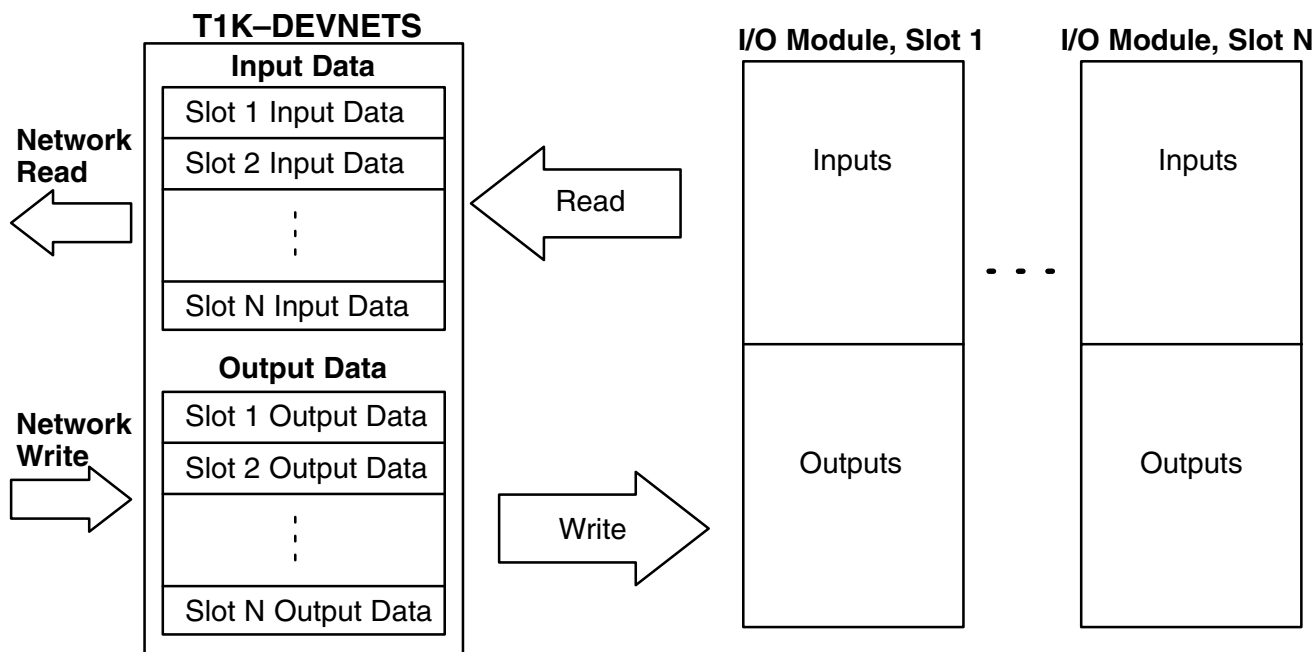 T1K–DEVNETS
Input Data
Slot 1 Input Data
Slot 2 Input Data
Slot N Input Data
Output Data
Slot 1 Output Data
Slot 2 Output Data
Slot N Output Data
Network
Read
Network
Write
Read
Write
I/O Module, Slot 1
Inputs
Outputs
I/O Module, Slot N
Inputs
Outputs